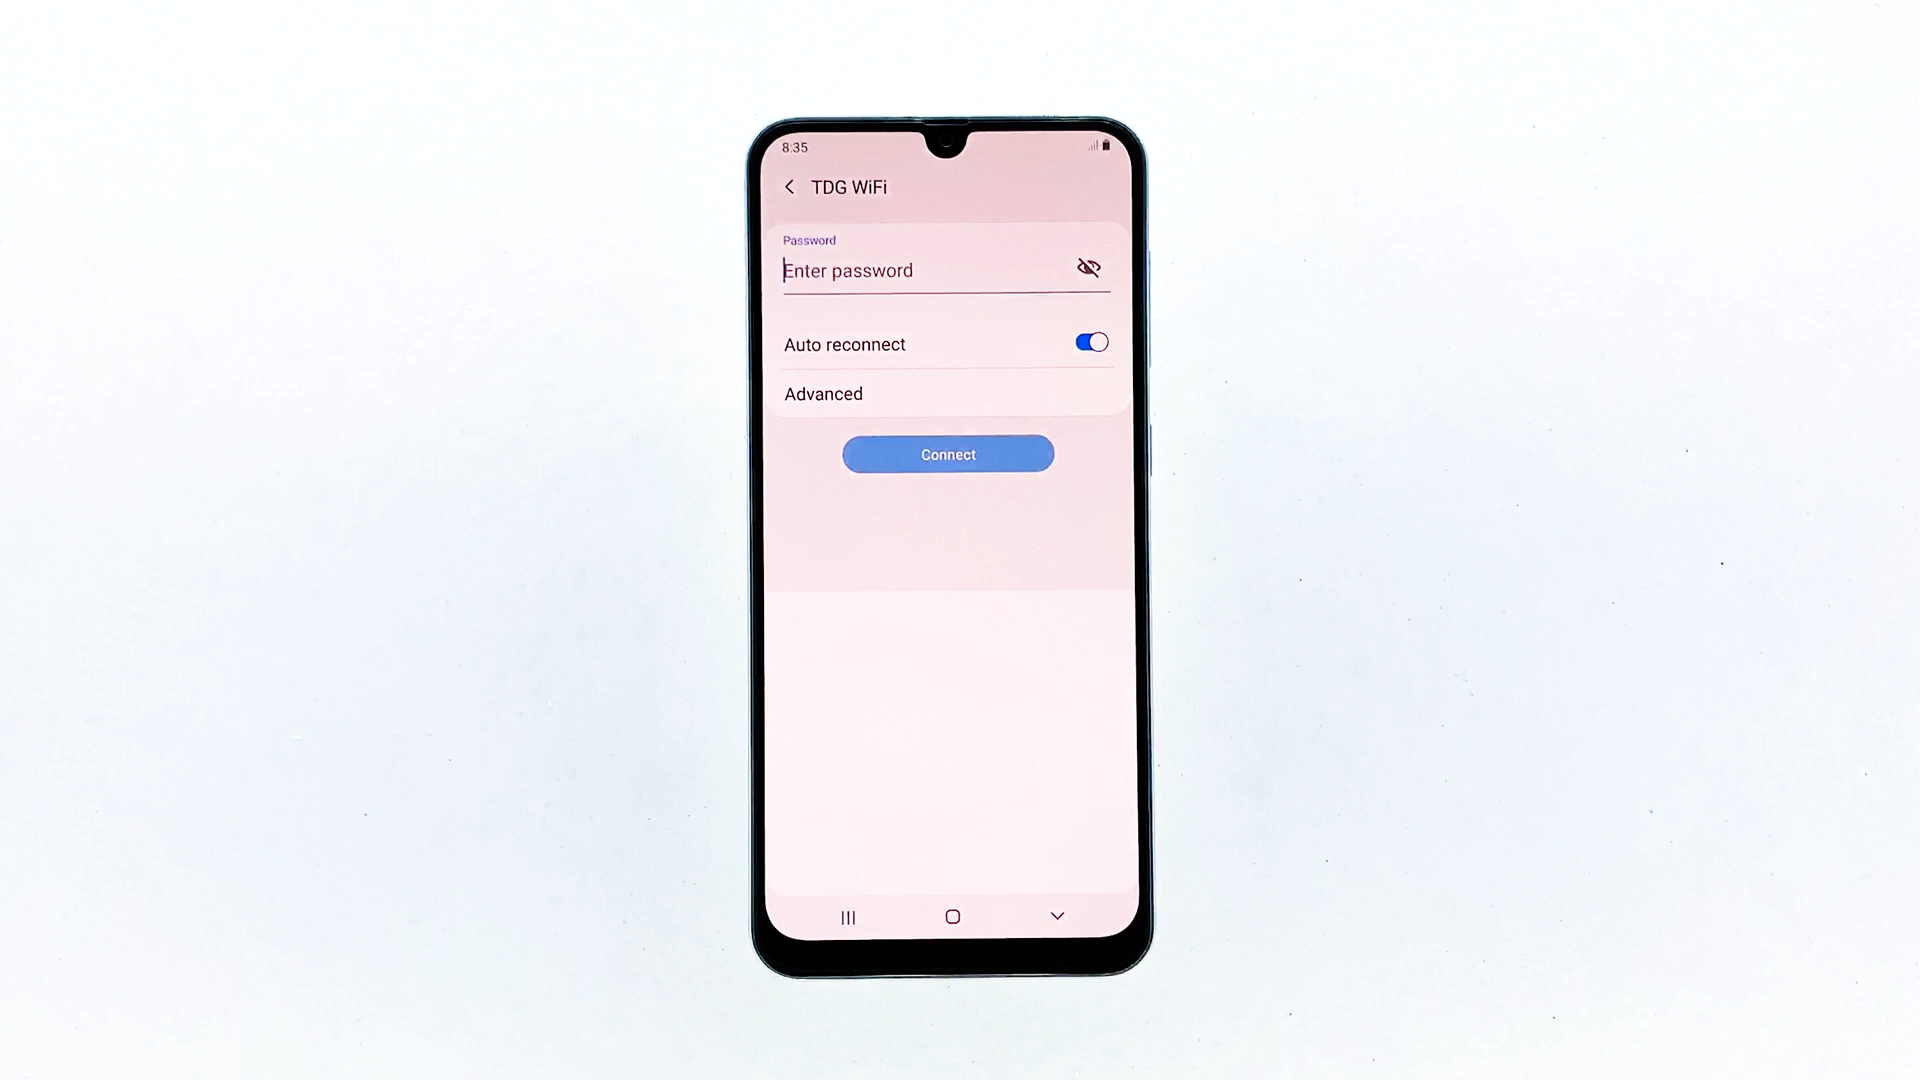 8:35
TDG WiFi
Password
Enter password
Auto reconnect
Advanced
Connect